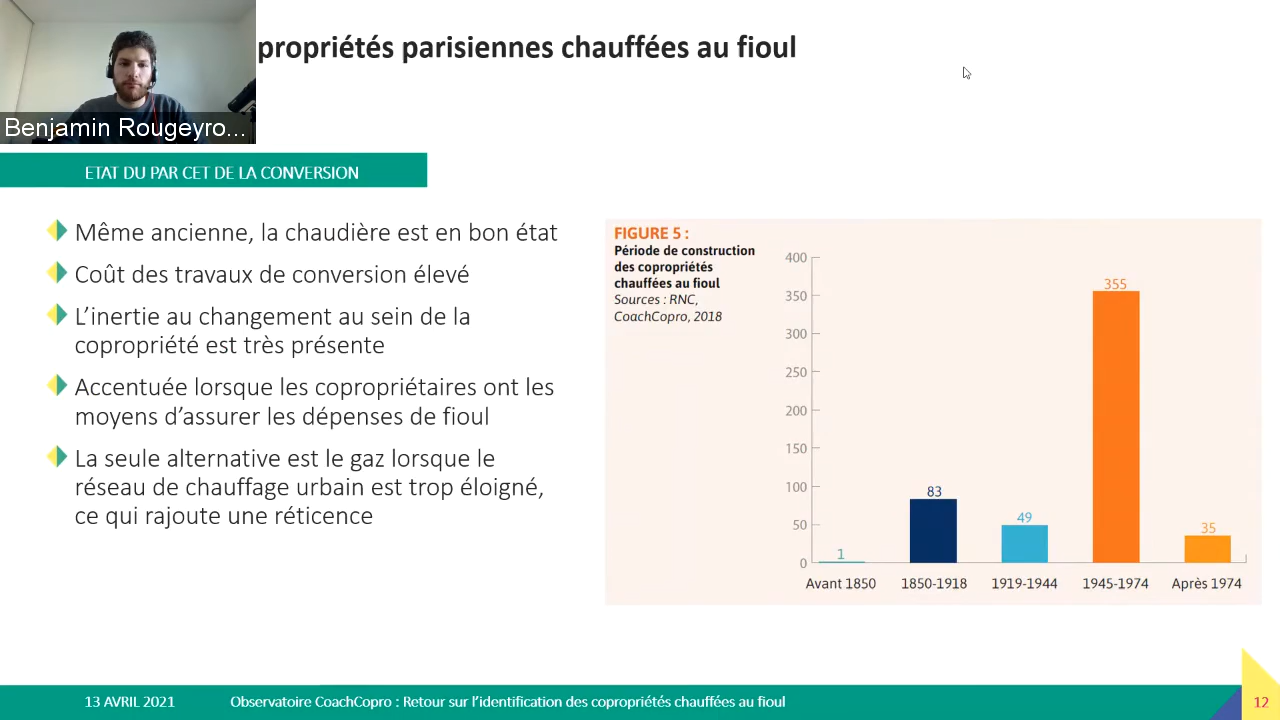 propriétés parisiennes chauffées au fioul
Benjamin Rougeyro...
ETAT DU PAR CET DE LA CONVERSION
Même ancienne, la chaudière est en bon état
Coût des travaux de conversion élevé
L’inertie au changement au sein de la
copropriété est très présente
Accentuée lorsque les copropriétaires ont les
moyens d’assurer les dépenses de fioul
La seule alternative est le gaz lorsque le
réseau de chauffage urbain est trop éloigné,
ce qui rajoute une réticence
FIGURE 5 :
Période de construction
des copropriétés
chauffées au fioul
Sources : RNC,
CoachCopro, 2018
400
350
300
250
200
150
100
50
0
1
83
49
355
35
Avant 1850
1850-1918
1919-1944
1945-1974
Après 1974
13 AVRIL 2021
Observatoire CoachCopro : Retour sur l’identification des copropriétés chauffées au fioul
12